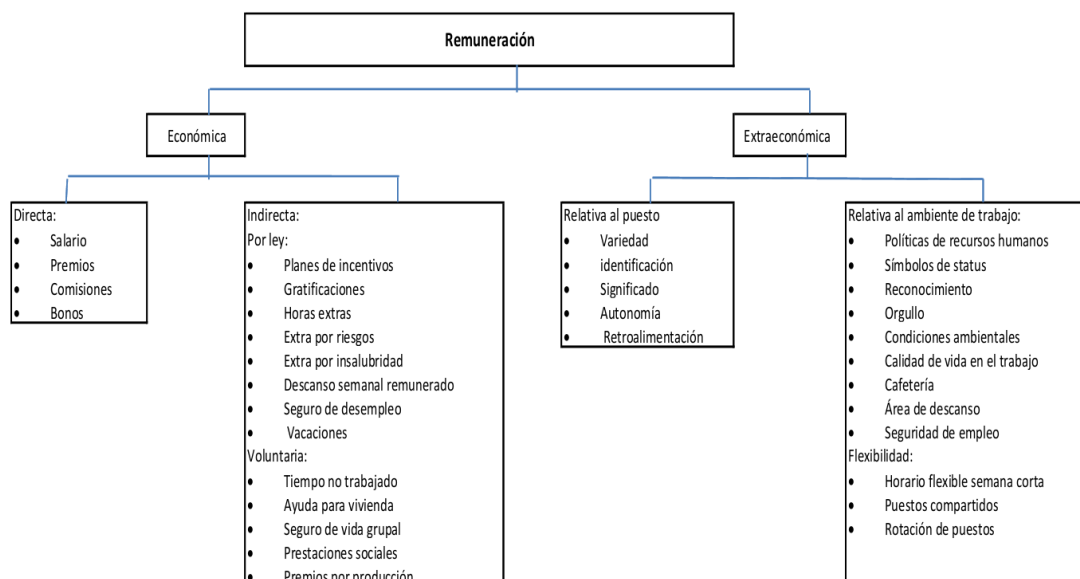 Remuneración
Económica
Extraeconómica
Directa:
• Salario
• Premios
• Comisiones
• Bonos
Indirecta:
Por ley:
• Planes de incentivos
• Gratificaciones
• Horas extras
• Extra por riesgos
• Extra por insalubridad
• Descanso semanal remunerado
• Seguro de desempleo
• Vacaciones
Voluntaria:
• Tiempo no trabajado
• Ayuda para vivienda
• Seguro de vida grupal
• Prestaciones sociales
• Premios por producción
Relativa al puesto
• Variedad
• identificación
• Significado
• Autonomía
• Retroalimentación
Relativa al ambiente de trabajo:
• Políticas de recursos humanos
• Símbolos de status
• Reconocimiento
• Orgullo
• Condiciones ambientales
• Calidad de vida en el trabajo
• Cafetería
• Área de descanso
• Seguridad de empleo
Flexibilidad:
• Horario flexible semana corta
• Puestos compartidos
• Rotación de puestos